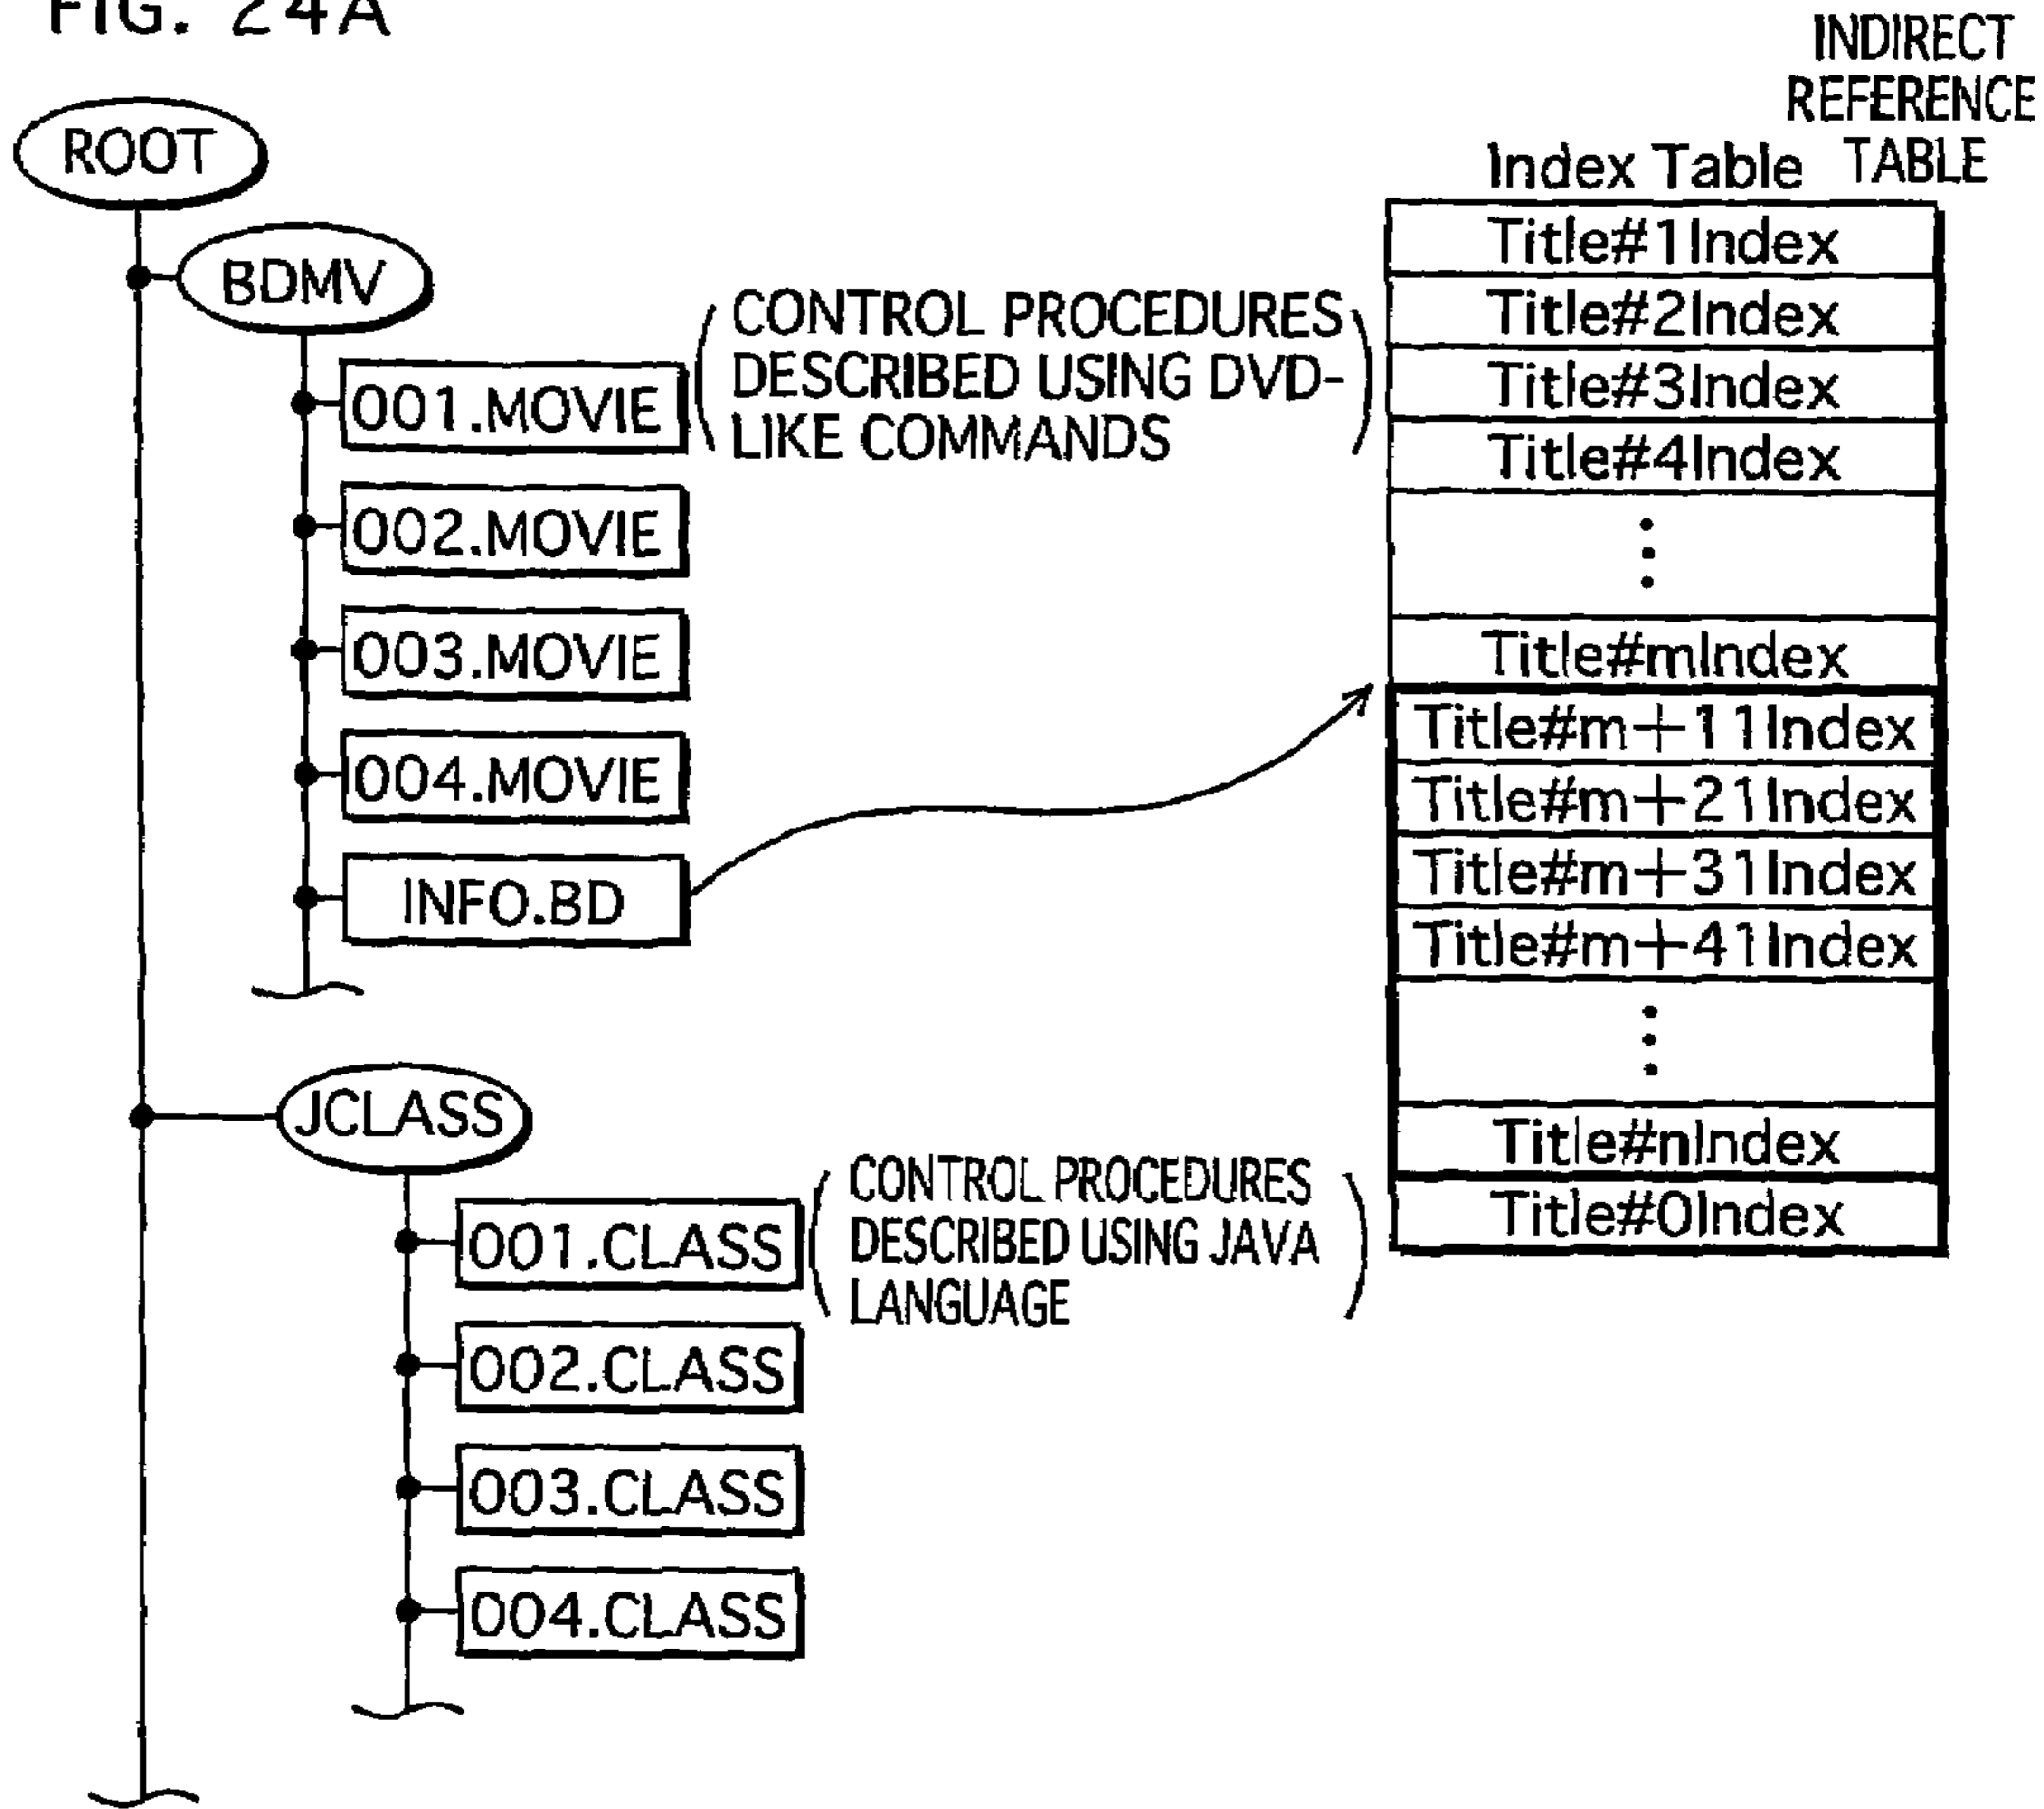 FIG. 24A
ROOT
BDMV
001.MOVIE
CONTROL PROCEDURES
DESCRIBED USING DVD-
LIKE COMMANDS
002.MOVIE
003.MOVIE
004.MOVIE
INFO.BD
JCLASS
001.CLASS
CONTROL PROCEDURES
DESCRIBED USING JAVA
LANGUAGE
002.CLASS
003.CLASS
004.CLASS
INDIRECT
REFERENCE
TABLE
Index Table
Title#1Index
Title#2Index
Title#3Index
Title#4Index
Title#mIndex
Title#m+11Index
Title#m+21Index
Title#m+31Index
Title#m+41Index
Title#nIndex
Title#0Index